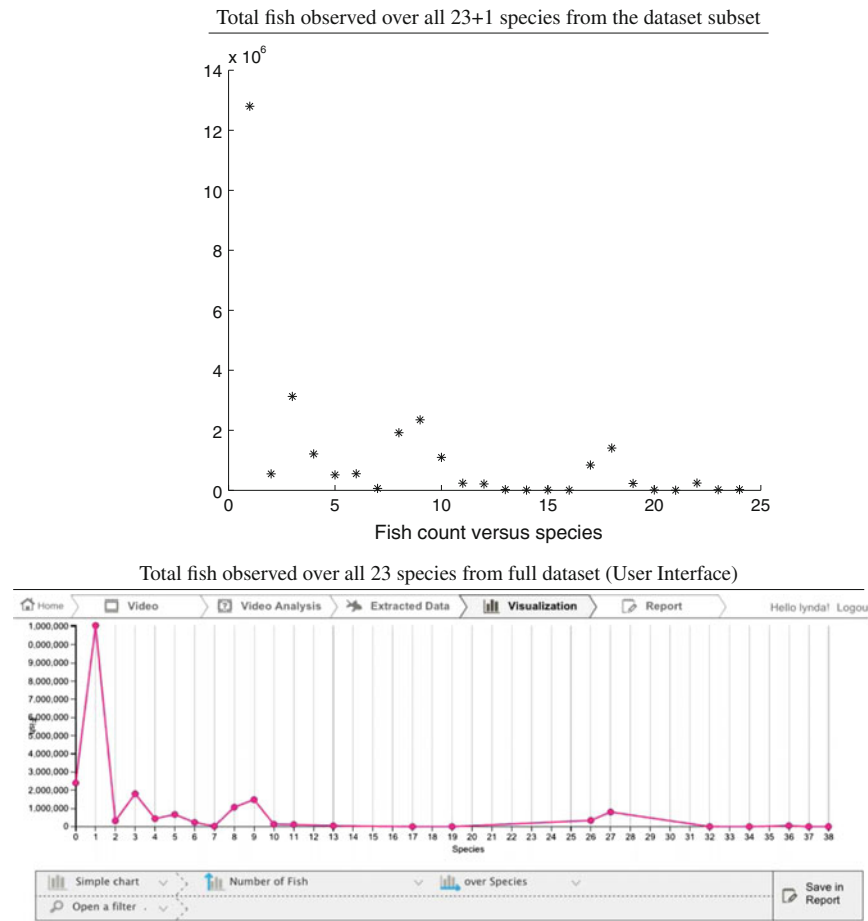 Total fish observed over all 23+1 species from the dataset subset
x 10^6
14
12
10
8
6
4
2
0
0 5 10 15 20 25
Fish count versus species
Total fish observed over all 23 species from full dataset (User Interface)
Home Video Video Analysis Extracted Data Visualization Report Hello lynda! Logou
1,000,000
0,000,000
9,000,000
8,000,000
7,000,000
6,000,000
5,000,000
4,000,000
3,000,000
2,000,000
1,000,000
0
Fish
0 1 2 3 4 5 6 7 8 9 10 11 12 13 14 15 16 17 18 19 20 21 22 23 24 25 26 27 28 29 30 31 32 33 34 35 36 37 38
Species
Simple chart Number of Fish over Species
Open a filter .
Save in
Report